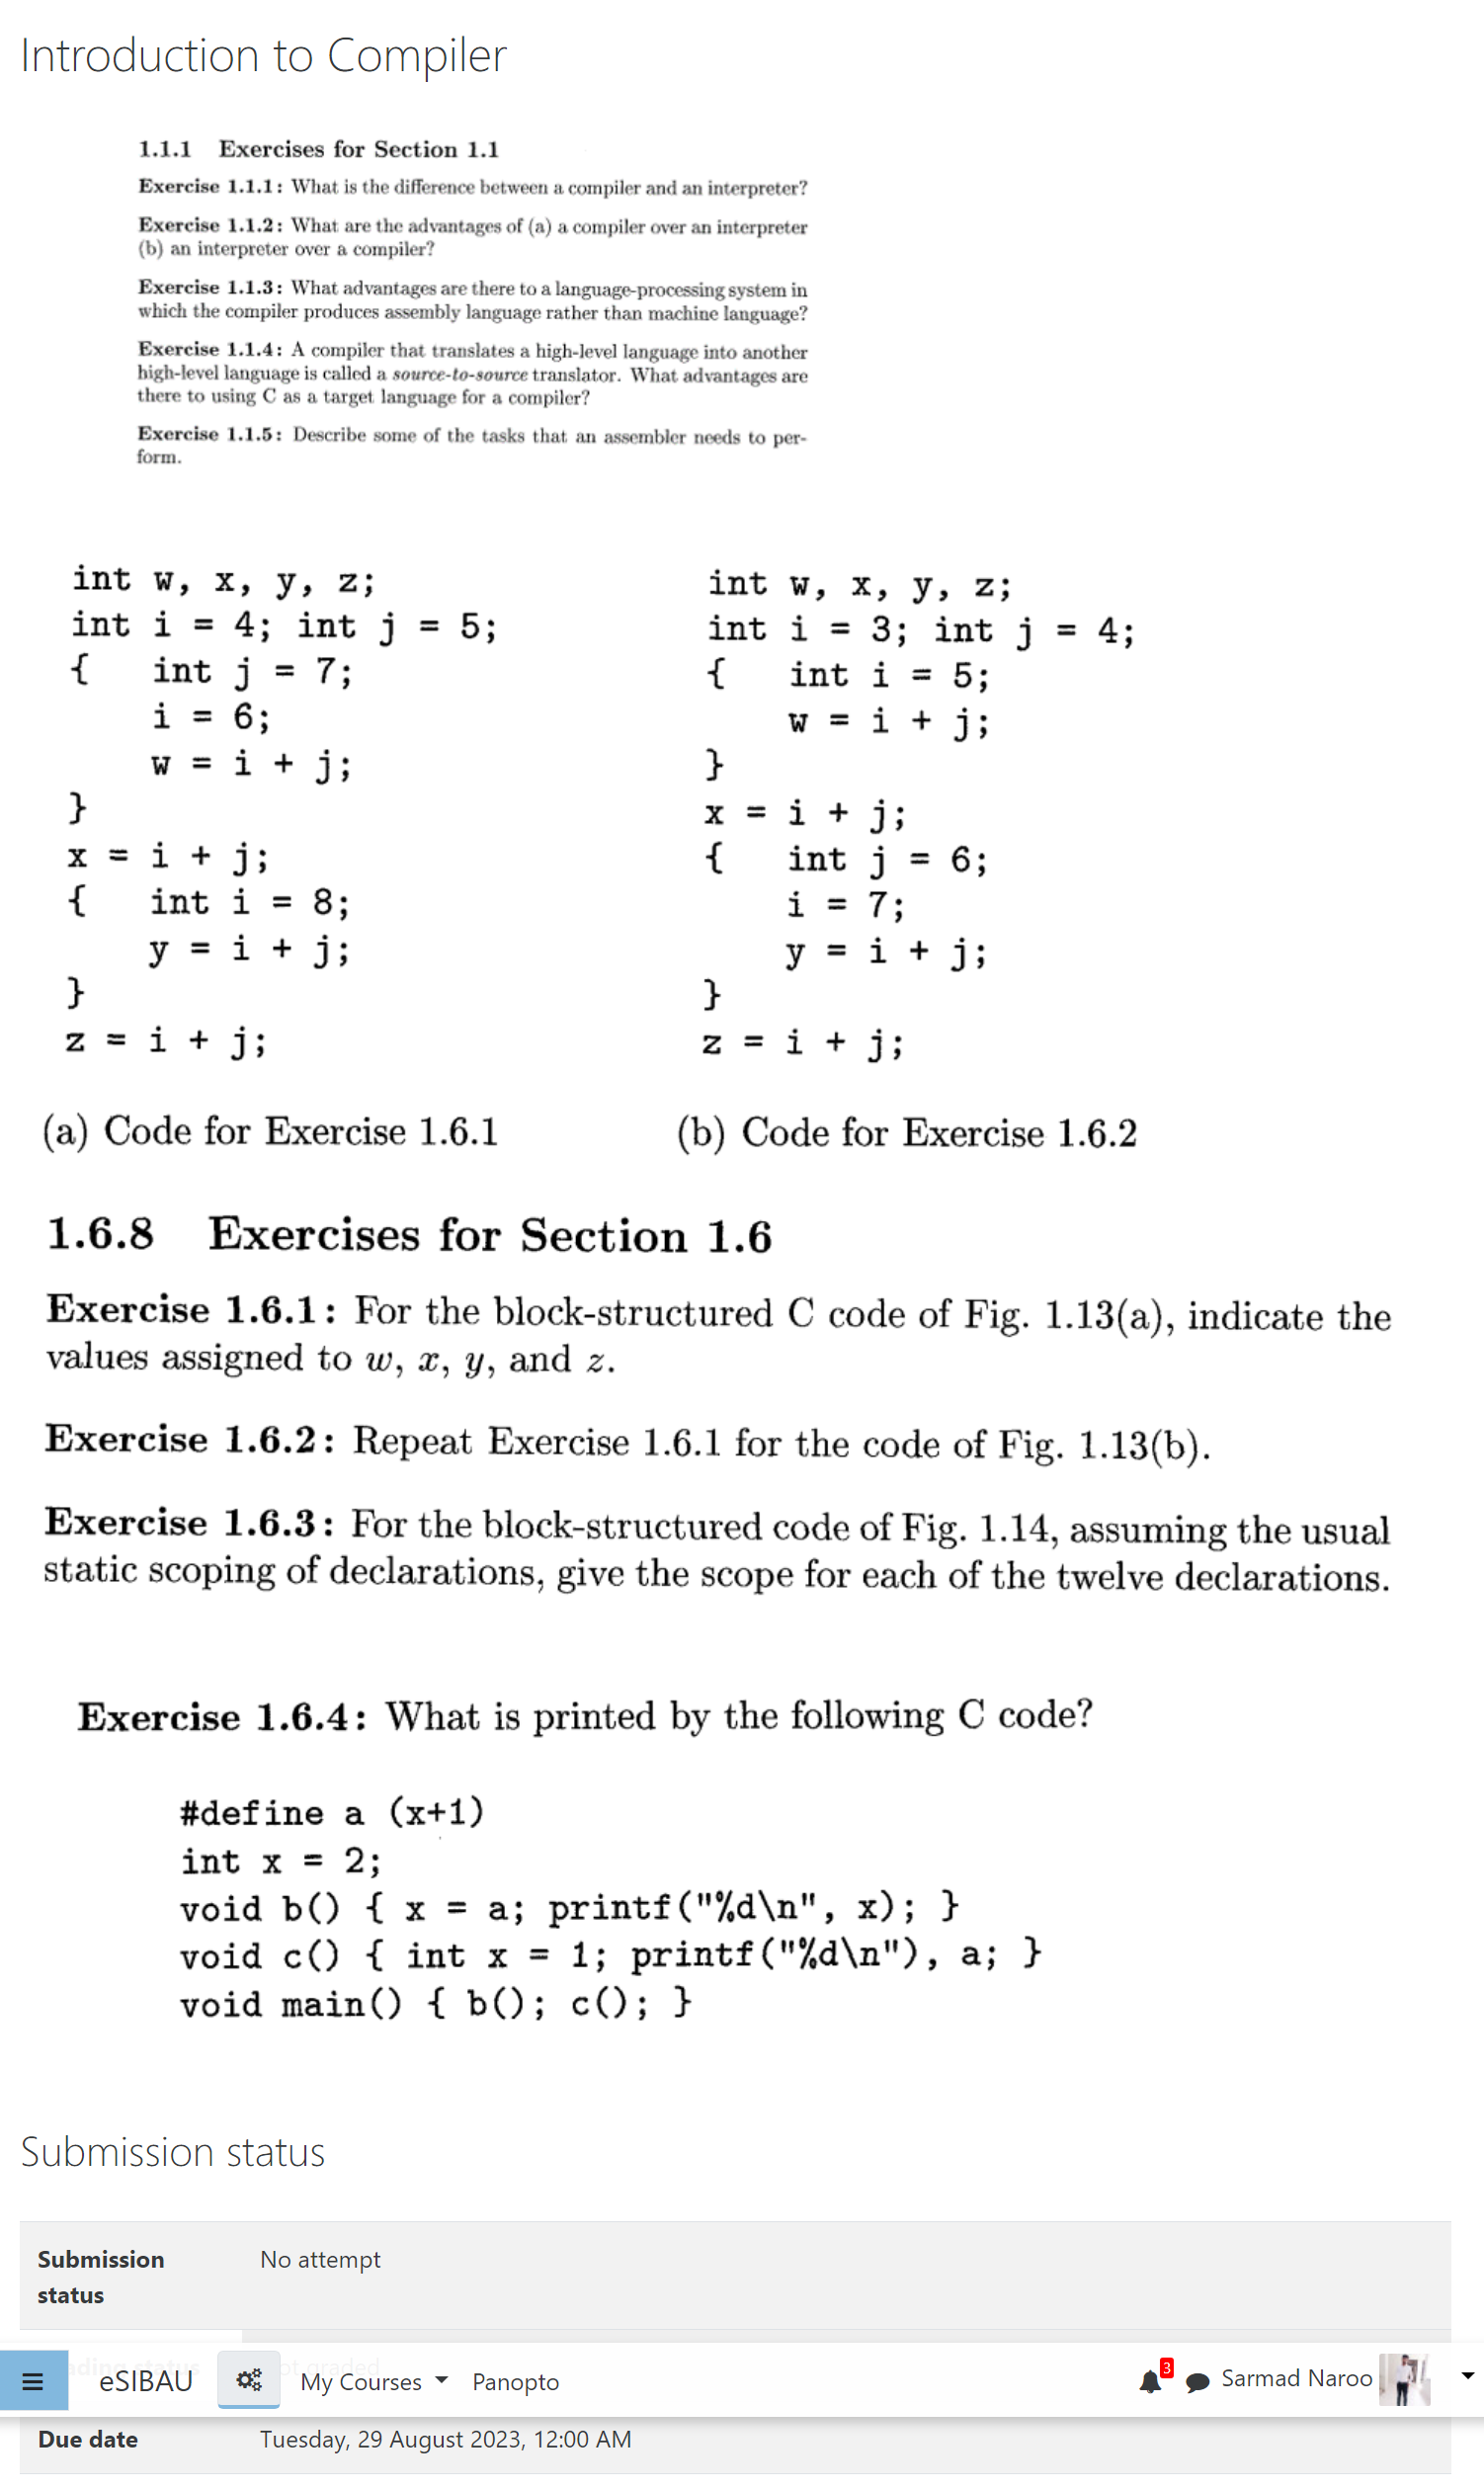 Introduction to Compiler
1.1.1 Exercises for Section 1.1
Exercise 1.1.1: What is the difference between a compiler and an interpreter?
Exercise 1.1.2: What are the advantages of (a) a compiler over an interpreter
(b) an interpreter over a compiler?
Exercise 1.1.3: What advantages are there to a language-processing system in
which the compiler produces assembly language rather than machine language?
Exercise 1.1.4: A compiler that translates a high-level language into another
high-level language is called a source-to-source translator. What advantages are
there to using C as a target language for a compiler?
Exercise 1.1.5: Describe some of the tasks that an assembler needs to per-
form.
int w, x, y, z;
int i = 4; int j = 5;
{ int j = 7;
i = 6;
w = i + j;
}
x = i + j;
{ int i = 8;
y = i + j;
}
z = i + j;
(a) Code for Exercise 1.6.1
int w, x, y, z;
int i = 3; int j = 4;
{ int i = 5;
w = i + j;
}
x = i + j;
{ int j = 6;
i = 7;
y = i + j;
}
z = i + j;
(b) Code for Exercise 1.6.2
1.6.8 Exercises for Section 1.6
Exercise 1.6.1: For the block-structured C code of Fig. 1.13(a), indicate the
values assigned to w, x, y, and z.
Exercise 1.6.2: Repeat Exercise 1.6.1 for the code of Fig. 1.13(b).
Exercise 1.6.3: For the block-structured code of Fig. 1.14, assuming the usual
static scoping of declarations, give the scope for each of the twelve declarations.
Exercise 1.6.4: What is printed by the following C code?
#define a (x+1)
int x = 2;
void b() { x = a; printf("%d\n", x); }
void c() { int x = 1; printf("%d\n"), a; }
void main() { b(); c(); }
Submission status
Submission No attempt
status
eSIBAU My Courses Panopto 3 Sarmad Naroo
Due date Tuesday, 29 August 2023, 12:00 AM